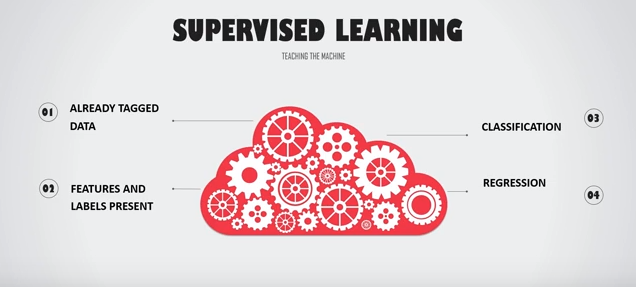 SUPERVISED LEARNING
TEACHING THE MACHINE
01
ALREADY TAGGED
DATA
02
FEATURES AND
LABELS PRESENT
03
CLASSIFICATION
REGRESSION
04